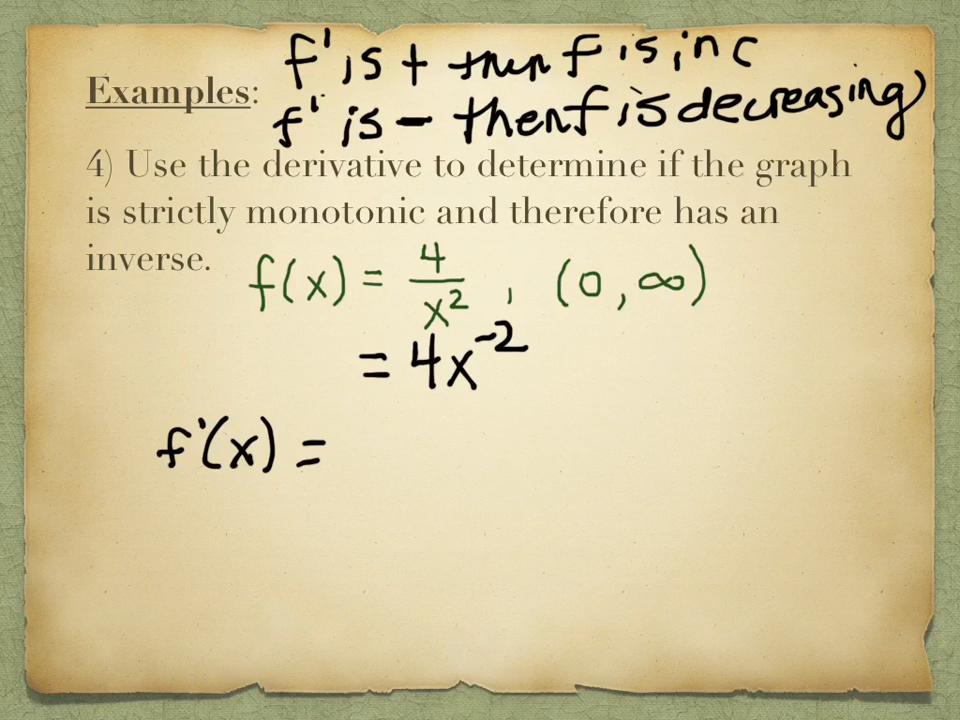 f' is + then f is inc
Examples:
f' is - then f is decreasing
4) Use the derivative to determine if the graph
is strictly monotonic and therefore has an
inverse.
f(x) = 4/x², (0, ∞)
= 4x⁻²
f'(x) =